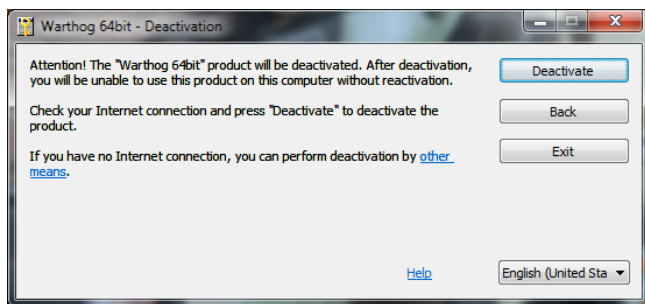 Warthog 64bit - Deactivation
Attention! The "Warthog 64bit" product will be deactivated. After deactivation,
you will be unable to use this product on this computer without reactivation.
Deactivate
Check your Internet connection and press "Deactivate" to deactivate the
product.
Back
If you have no Internet connection, you can perform deactivation by other
means.
Exit
Help
English (United Sta